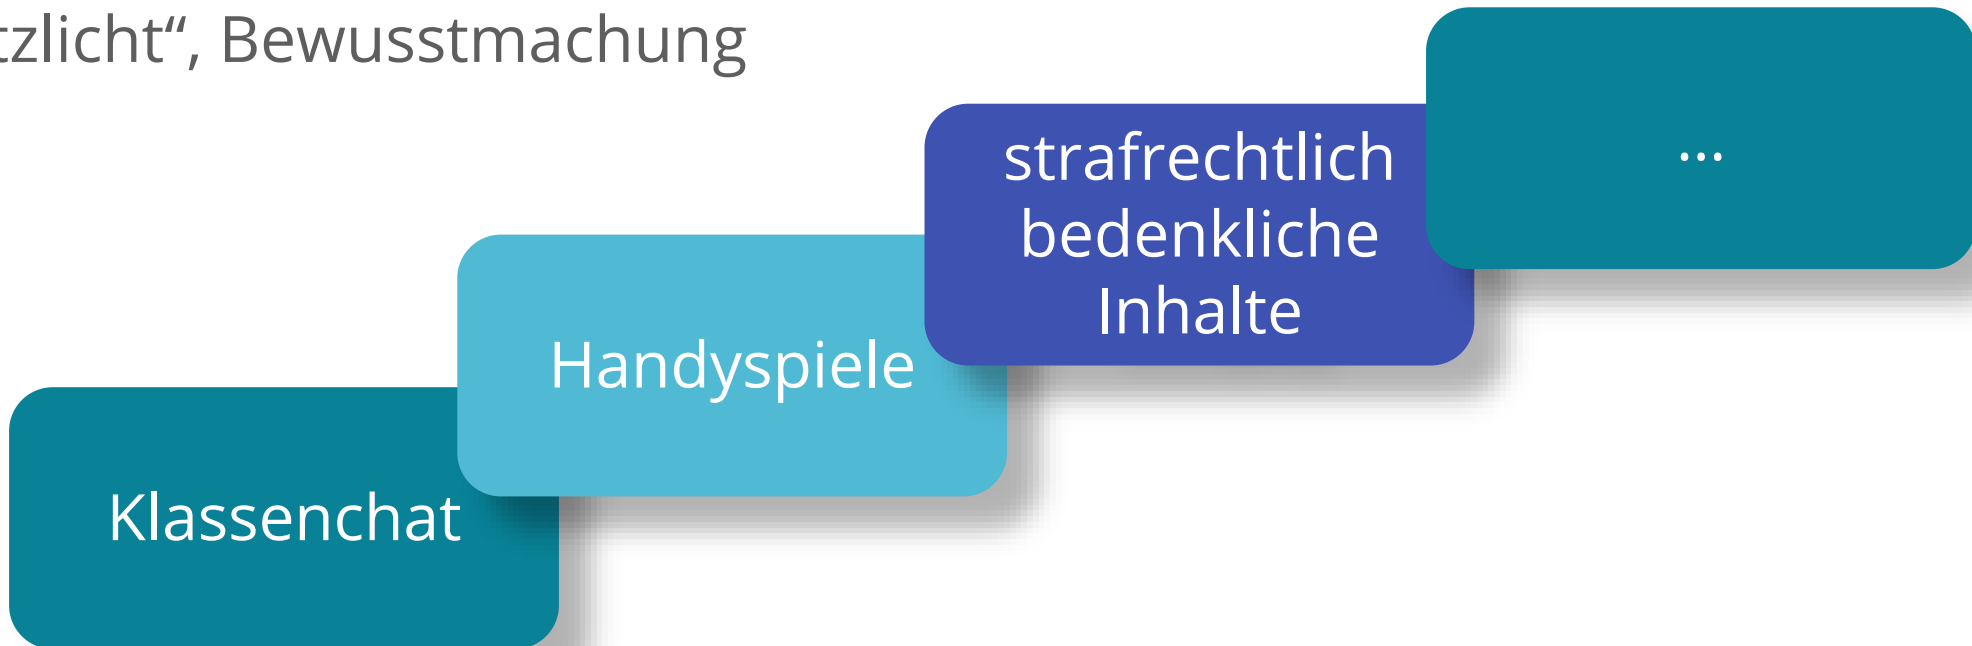 tzlicht“, Bewusstmachung
...
strafrechtlich
bedenkliche
Inhalte
Handyspiele
Klassenchat